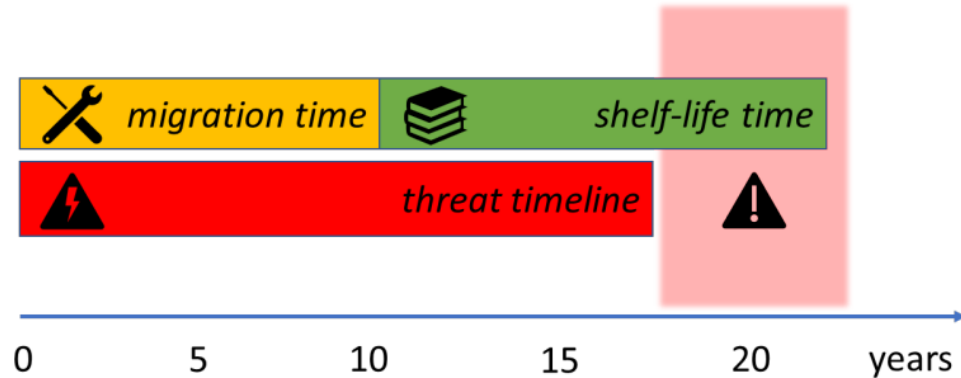 migration time
shelf-life time
threat timeline
0 5 10 15 20 years